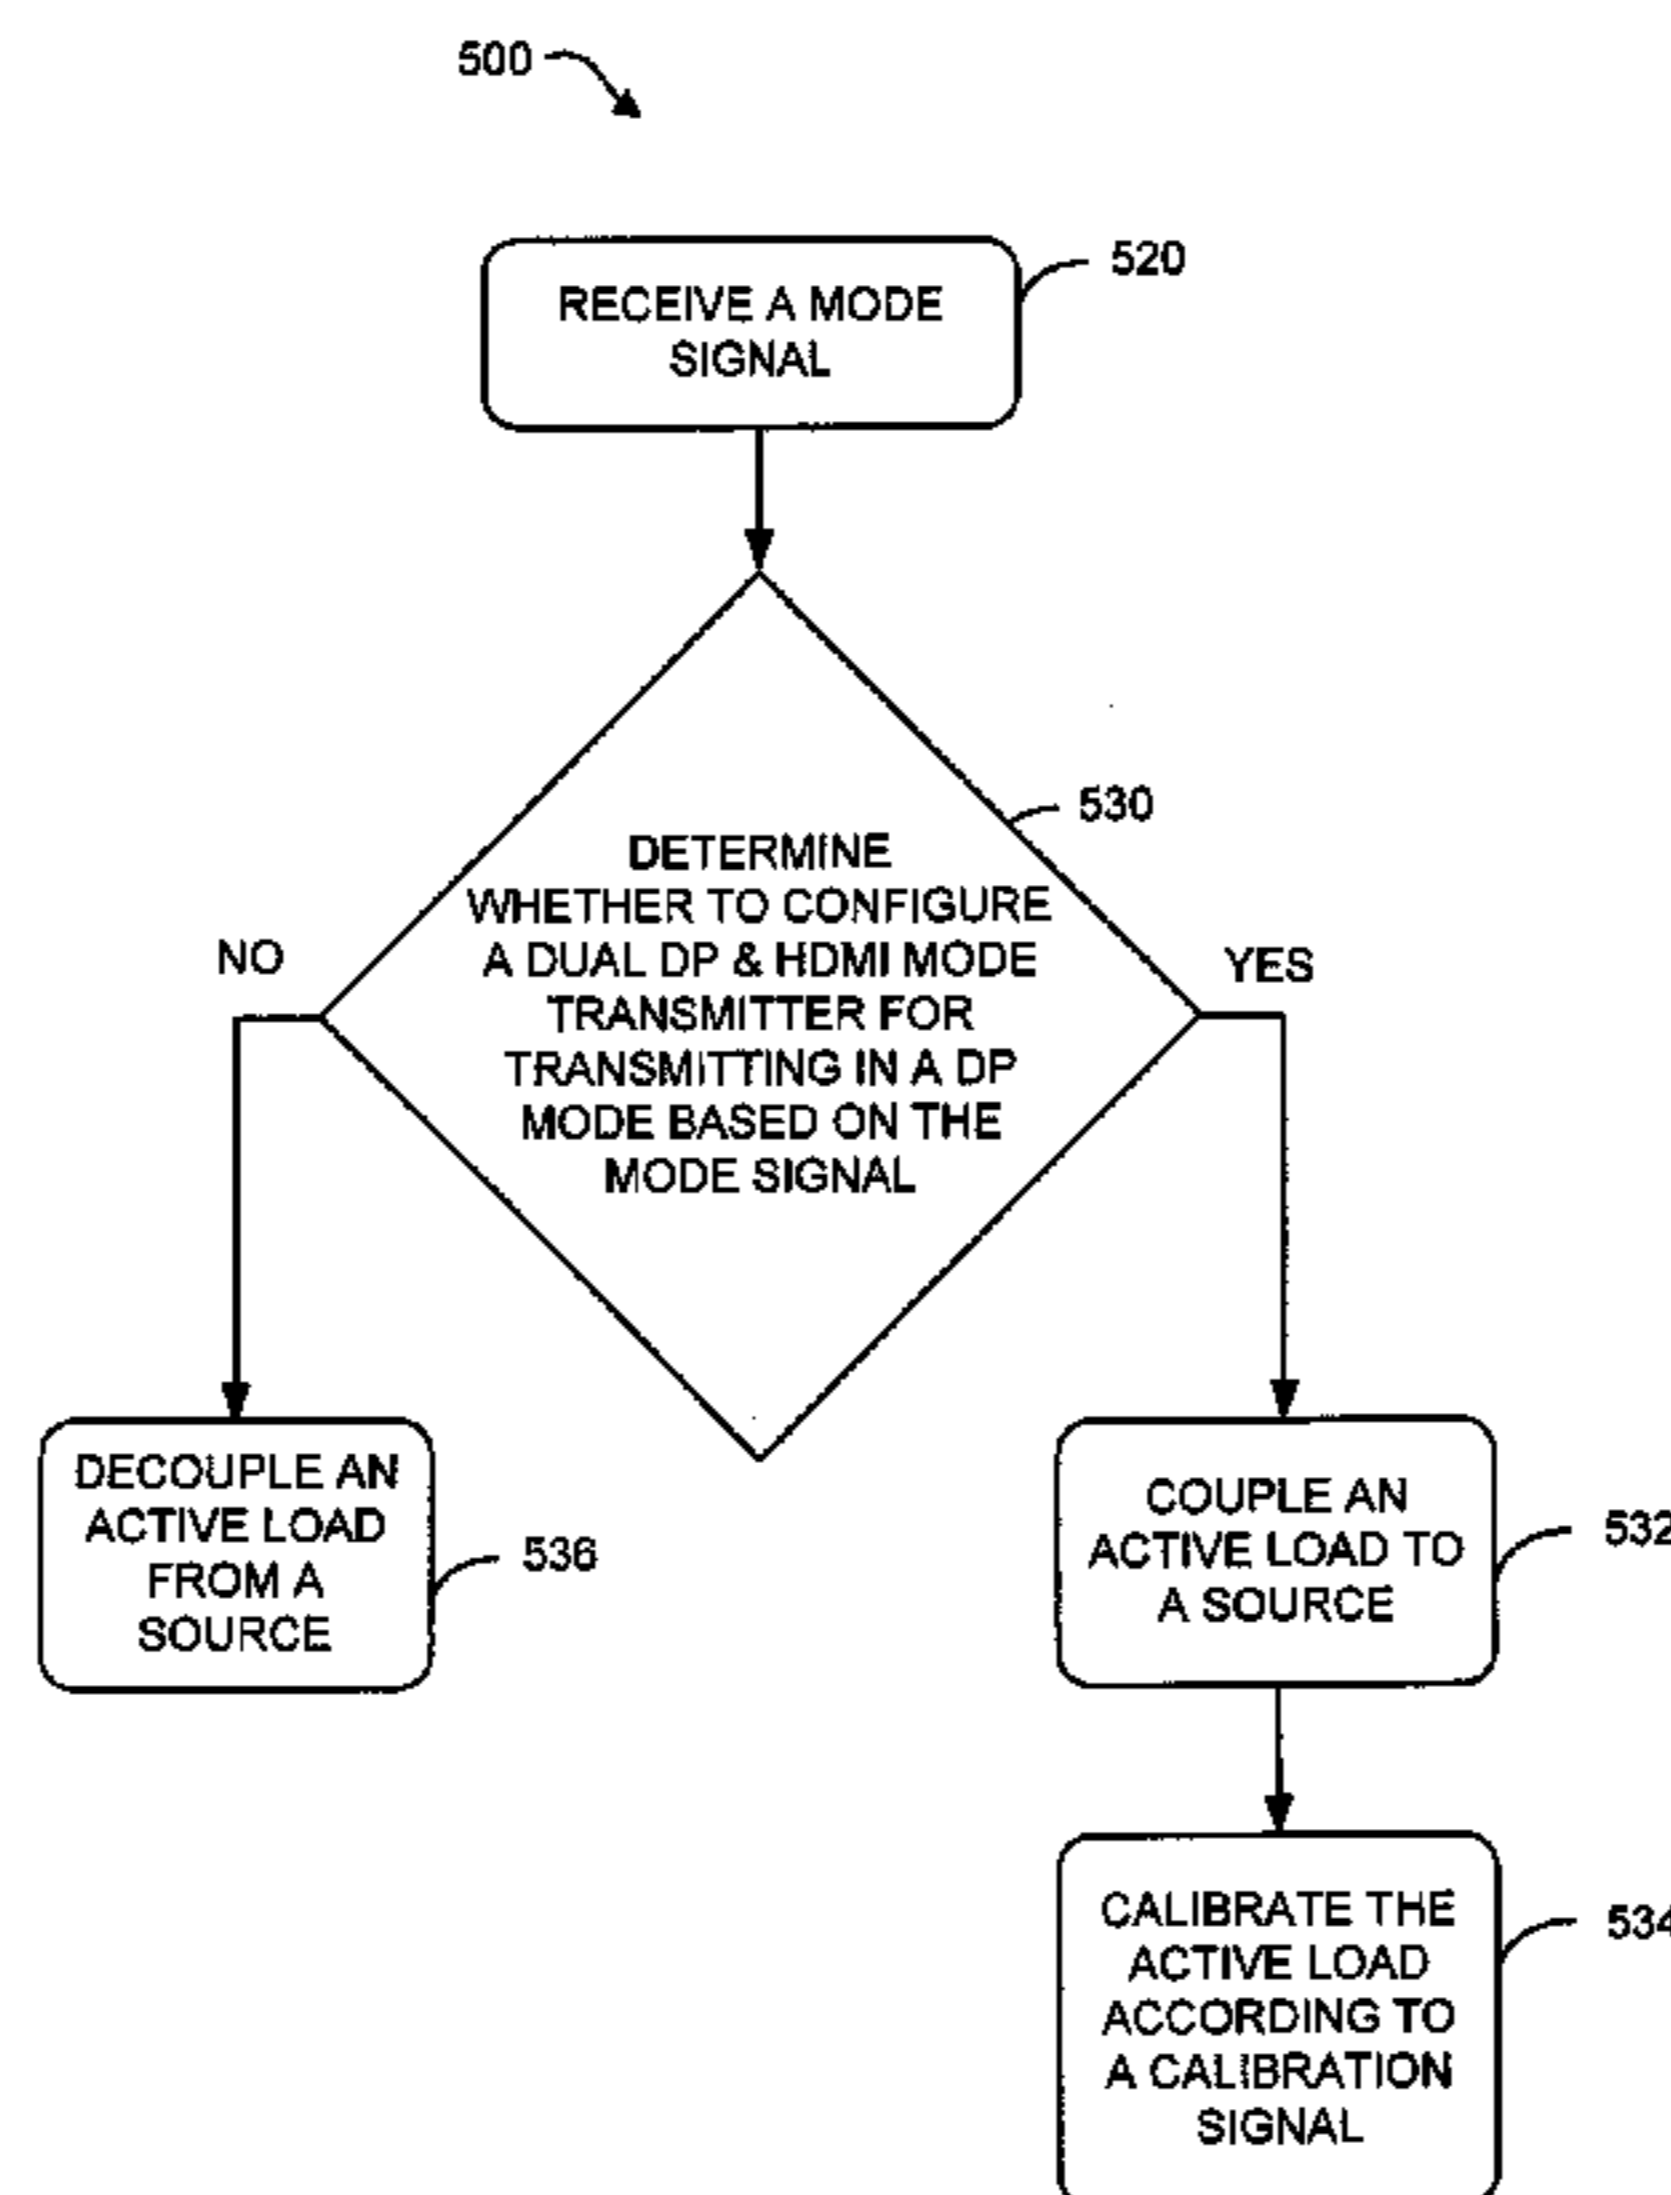 500
RECEIVE A MODE
SIGNAL
520
DETERMINE
WHETHER TO CONFIGURE
A DUAL DP & HDMI MODE
TRANSMITTER FOR
TRANSMITTING IN A DP
MODE BASED ON THE
MODE SIGNAL
530
NO
YES
DECOUPLE AN
ACTIVE LOAD
FROM A
SOURCE
536
COUPLE AN
ACTIVE LOAD TO
A SOURCE
532
CALIBRATE THE
ACTIVE LOAD
ACCORDING TO
A CALIBRATION
SIGNAL
534